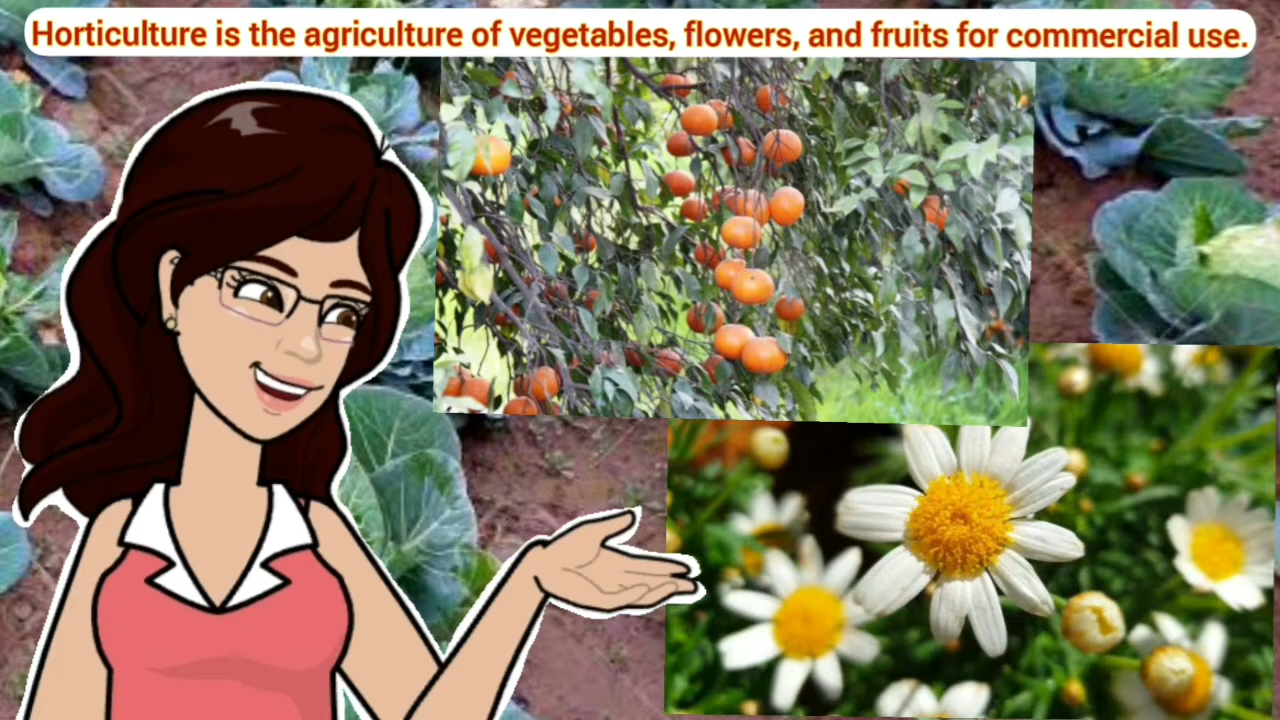 Horticulture is the agriculture of vegetables, flowers, and fruits for commercial use.